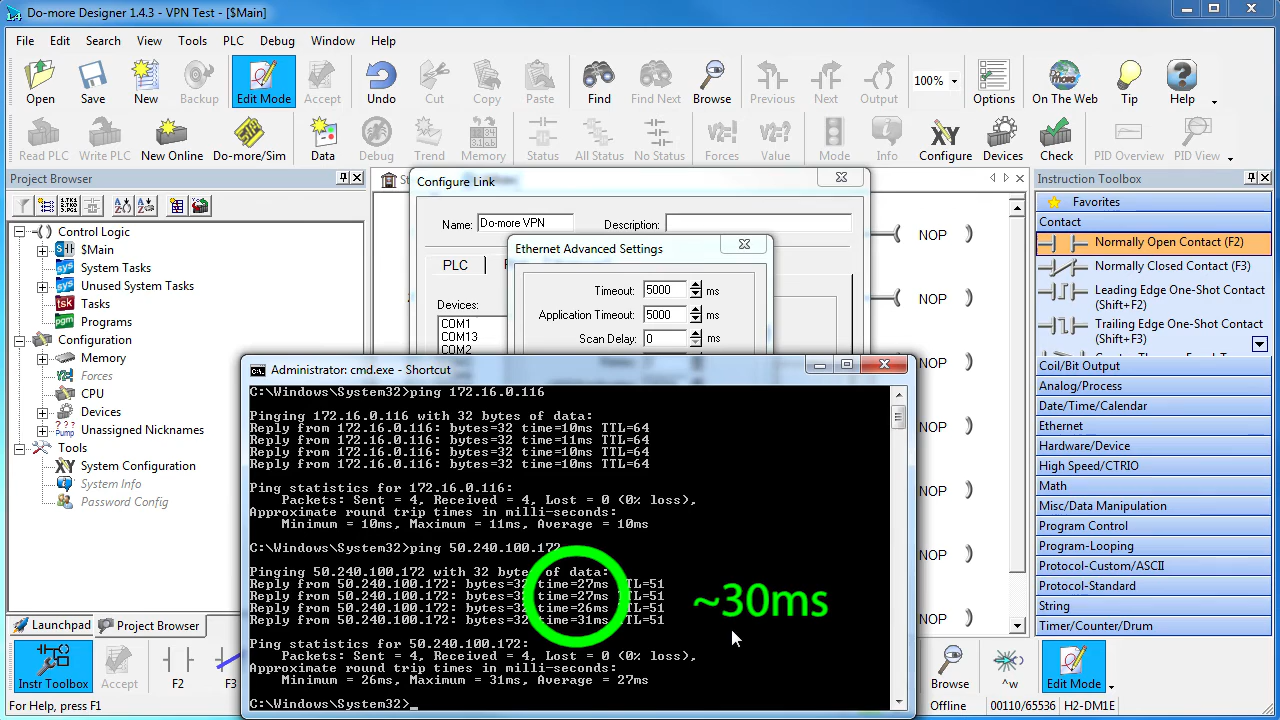 1.4 Do-more Designer 1.4.3 - VPN Test - [$Main]
File Edit Search View Tools PLC Debug Window Help
Open Save New Backup Edit Mode Accept Undo Cut Copy Paste Find Find Next Browse Previous Next Output 100% Options On The Web Tip Help
Read PLC Write PLC New Online Do-more/Sim Data Debug Trend Memory Status All Status No Status Forces Value Mode Info Configure Devices Check PID Overview PID View
Project Browser
Control Logic
$Main
System Tasks
Unused System Tasks
Tasks
Programs
Configuration
Memory
Forces
CPU
Devices
Unassigned Nicknames
Tools
System Configuration
System Info
Password Config
Launchpad Project Browser
Configure Link
Name: Do-more VPN Description:
PLC
Devices:
COM1
COM13
COM2
Ethernet Advanced Settings
Timeout: 5000 ms
Application Timeout: 5000 ms
Scan Delay: 0 ms
NOP
NOP
NOP
NOP
NOP
NOP
NOP
Administrator: cmd.exe - Shortcut
C:\Windows\System32>ping 172.16.0.116
Pinging 172.16.0.116 with 32 bytes of data:
Reply from 172.16.0.116: bytes=32 time=10ms TTL=64
Reply from 172.16.0.116: bytes=32 time=11ms TTL=64
Reply from 172.16.0.116: bytes=32 time=10ms TTL=64
Reply from 172.16.0.116: bytes=32 time=10ms TTL=64
Ping statistics for 172.16.0.116:
Packets: Sent = 4, Received = 4, Lost = 0 (0% loss),
Approximate round trip times in milli-seconds:
Minimum = 10ms, Maximum = 11ms, Average = 10ms
C:\Windows\System32>ping 50.240.100.172
Pinging 50.240.100.172 with 32 bytes of data:
Reply from 50.240.100.172: bytes=32 time=27ms TTL=51
Reply from 50.240.100.172: bytes=32 time=27ms TTL=51
Reply from 50.240.100.172: bytes=32 time=26ms TTL=51
Reply from 50.240.100.172: bytes=32 time=31ms TTL=51
~30ms
Ping statistics for 50.240.100.172:
Packets: Sent = 4, Received = 4, Lost = 0 (0% loss),
Approximate round trip times in milli-seconds:
Minimum = 26ms, Maximum = 31ms, Average = 27ms
C:\Windows\System32>_
Instruction Toolbox
Favorites
Contact
Normally Open Contact (F2)
Normally Closed Contact (F3)
Leading Edge One-Shot Contact
(Shift+F2)
Trailing Edge One-Shot Contact
(Shift+F3)
Coil/Bit Output
Analog/Process
Date/Time/Calendar
Ethernet
Hardware/Device
High Speed/CTRIO
Math
Misc/Data Manipulation
Program Control
Program-Looping
Protocol-Custom/ASCII
Protocol-Standard
String
Timer/Counter/Drum
Instr Toolbox Accept F2 F3 Browse ^w Edit Mode
For Help, press F1 Offline 00110/65536 H2-DM1E